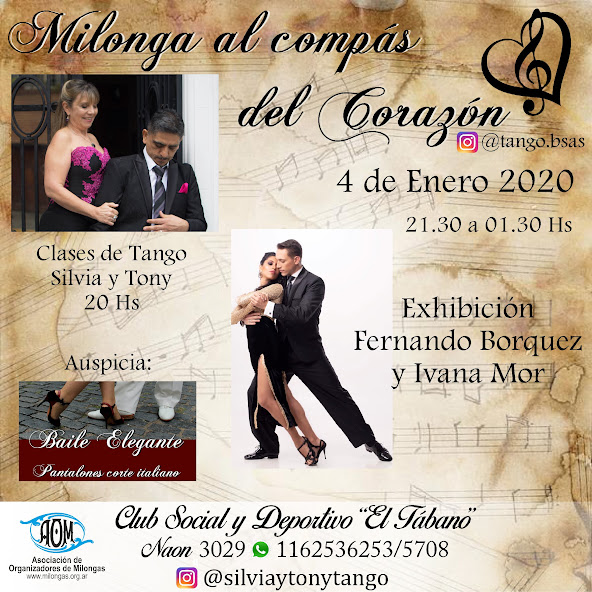 Milonga al compás
del Corazón
@tango.bsas
4 de Enero 2020
21.30 a 01.30 Hs
Clases de Tango
Silvia y Tony
20 Hs
Exhibición
Fernando Borquez
y Ivana Mor
Auspicia:
Baile Elegante
Pantalones corte italiano
Club Social y Deportivo "El Tábano"
Naon 3029 1162536253/5708
@silviaytonytango
AOM
Asociación de
Organizadores de Milongas
www.milongas.org.ar